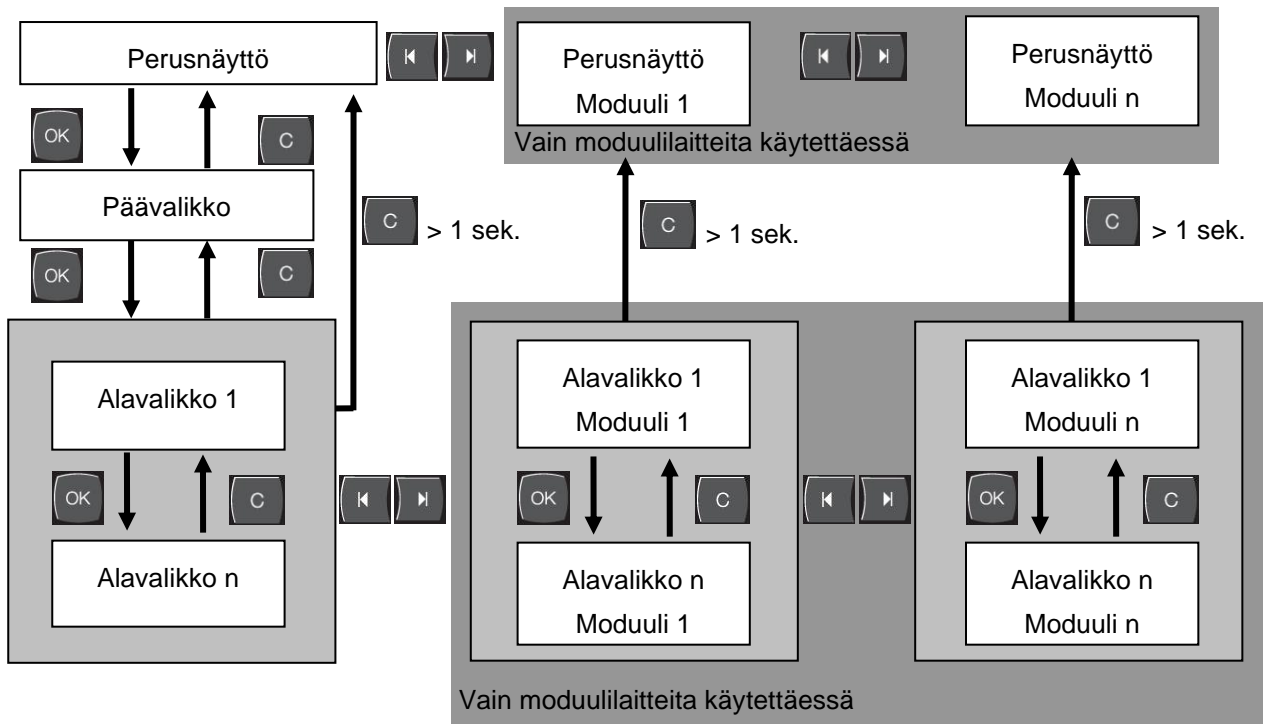 Perusnäyttö
Perusnäyttö
Moduuli 1
Perusnäyttö
Moduuli n
Vain moduulilaitteita käytettäessä
OK
C
Päävalikko
C
> 1 sek.
C
> 1 sek.
C
> 1 sek.
OK
C
Alavalikko 1
Alavalikko 1
Moduuli 1
Alavalikko 1
Moduuli n
OK
C
OK
C
OK
C
Alavalikko n
Alavalikko n
Moduuli 1
Alavalikko n
Moduuli n
Vain moduulilaitteita käytettäessä